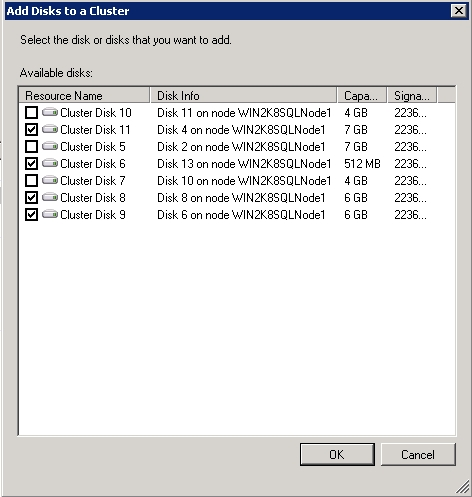 Add Disks to a Cluster
Select the disk or disks that you want to add.
Available disks:
Resource Name Disk Info Capa... Signa...
Cluster Disk 10 Disk 11 on node WIN2K8SQLNode1 4 GB 2236...
Cluster Disk 11 Disk 4 on node WIN2K8SQLNode1 7 GB 2236...
Cluster Disk 5 Disk 2 on node WIN2K8SQLNode1 7 GB 2236...
Cluster Disk 6 Disk 13 on node WIN2K8SQLNode1 512 MB 2236...
Cluster Disk 7 Disk 10 on node WIN2K8SQLNode1 4 GB 2236...
Cluster Disk 8 Disk 8 on node WIN2K8SQLNode1 6 GB 2236...
Cluster Disk 9 Disk 6 on node WIN2K8SQLNode1 6 GB 2236...
OK Cancel